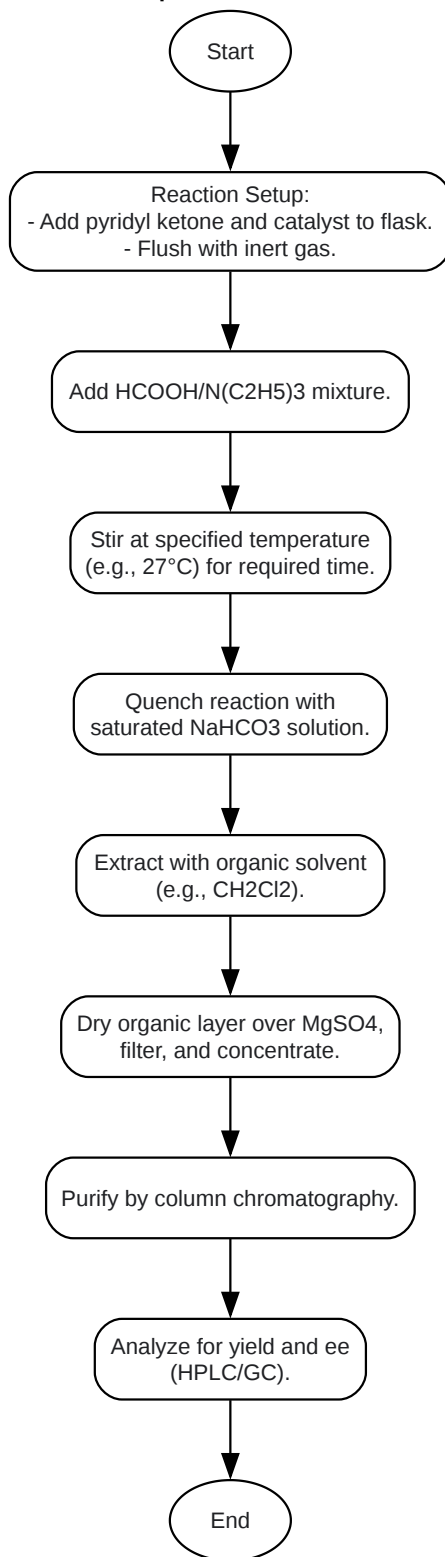 Start
Reaction Setup:
- Add pyridyl ketone and catalyst to flask.
- Flush with inert gas.
Add HCOOH/N(C2H5)3 mixture.
Stir at specified temperature
(e.g., 27°C) for required time.
Quench reaction with
saturated NaHCO3 solution.
Extract with organic solvent
(e.g., CH2Cl2).
Dry organic layer over MgSO4,
filter, and concentrate.
Purify by column chromatography.
Analyze for yield and ee
(HPLC/GC).
End